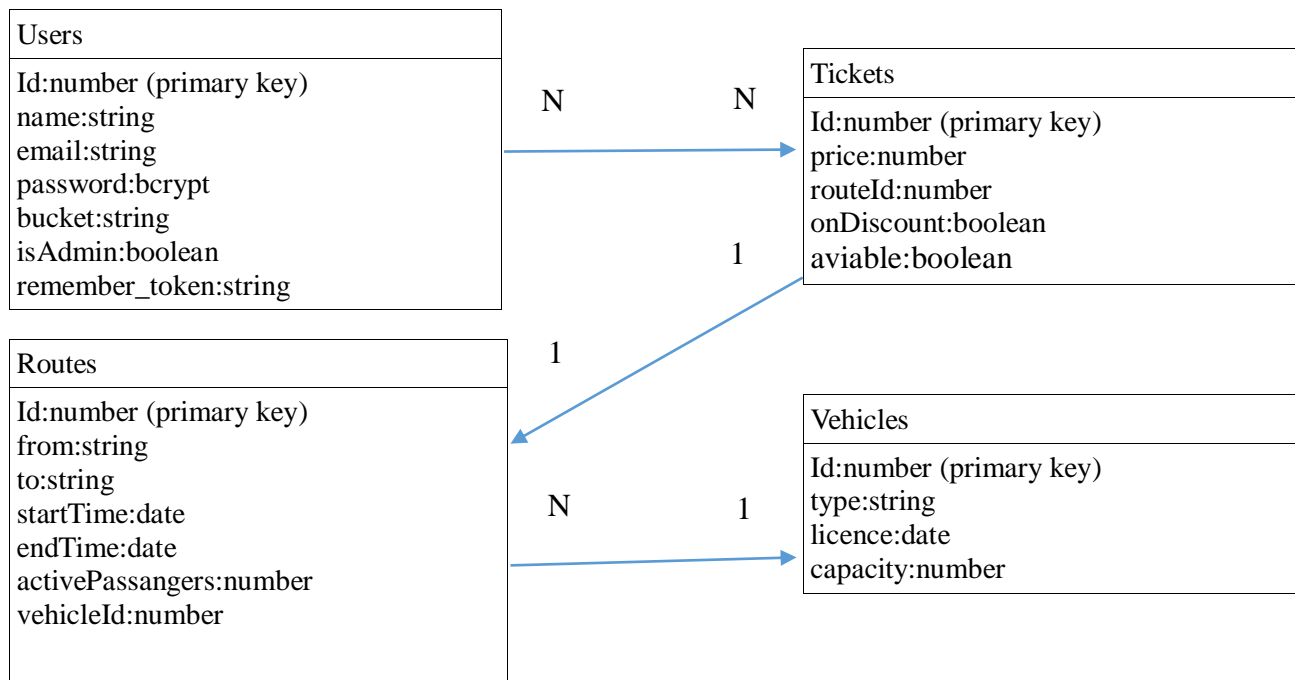 Users
Id:number (primary key)
name:string
email:string
password:bcrypt
bucket:string
isAdmin:boolean
remember_token:string
N
N
Tickets
Id:number (primary key)
price:number
routeId:number
onDiscount:boolean
aviable:boolean
1
1
Routes
Id:number (primary key)
from:string
to:string
startTime:date
endTime:date
activePassangers:number
vehicleId:number
N
1
Vehicles
Id:number (primary key)
type:string
licence:date
capacity:number